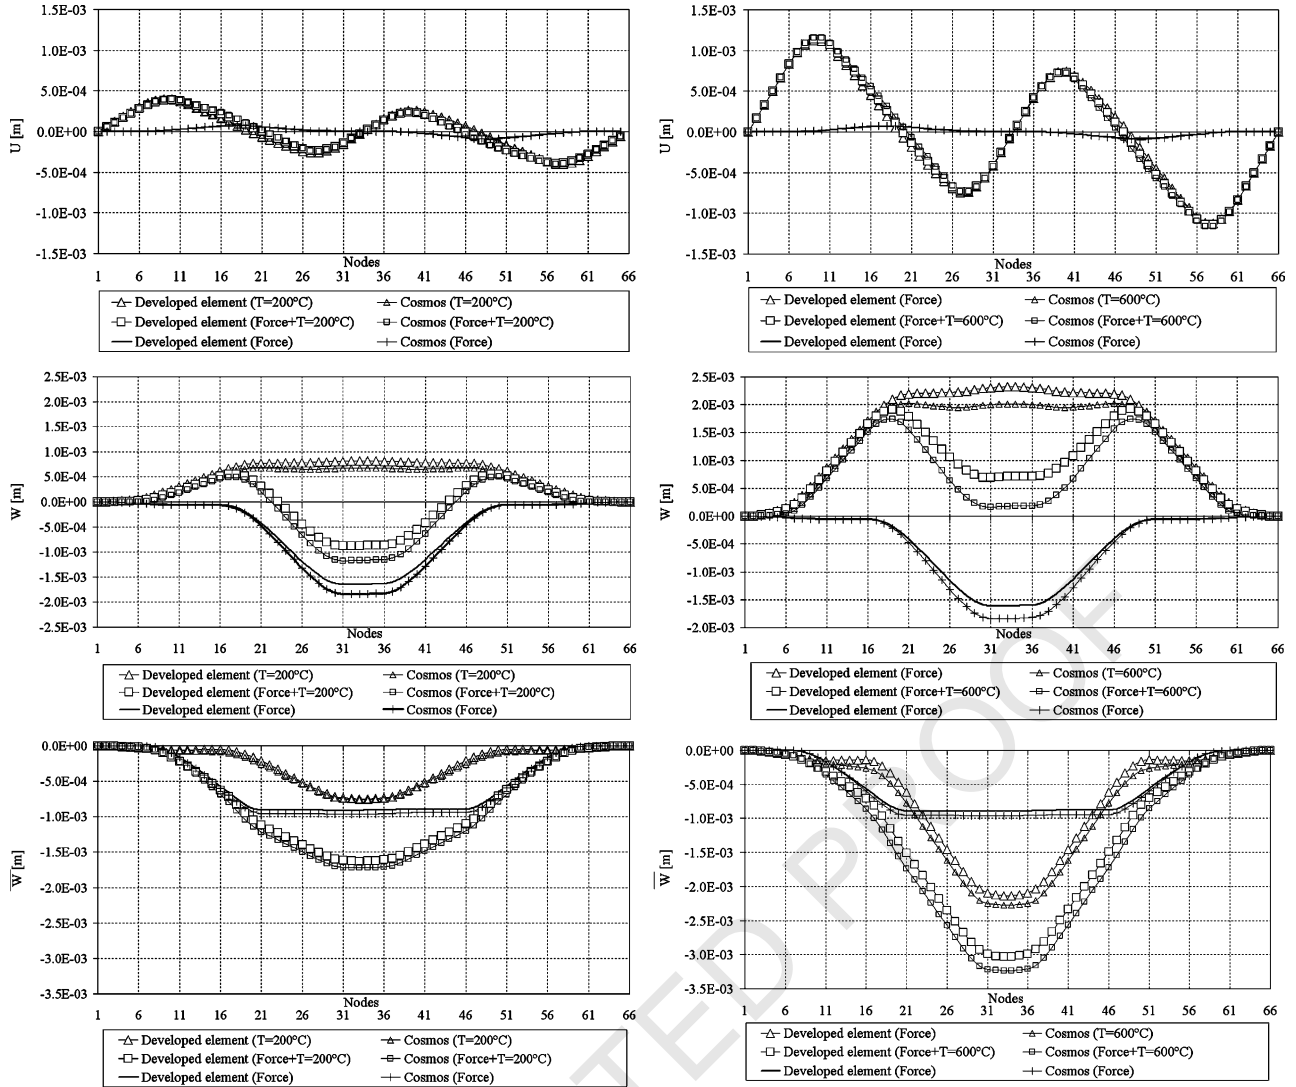 1.5E-03
1.0E-03
5.0E-04
0.0E+00
-5.0E-04
-1.0E-03
-1.5E-03
U [m]
Nodes
1 6 11 16 21 26 31 36 41 46 51 56 61 66
Developed element (T=200°C) Cosmos (T=200°C)
Developed element (Force+T=200°C) Cosmos (Force+T=200°C)
Developed element (Force) Cosmos (Force)
1.5E-03
1.0E-03
5.0E-04
0.0E+00
-5.0E-04
-1.0E-03
-1.5E-03
U [m]
Nodes
1 6 11 16 21 26 31 36 41 46 51 56 61 66
Developed element (Force) Cosmos (T=600°C)
Developed element (Force+T=600°C) Cosmos (Force+T=600°C)
Developed element (Force) Cosmos (Force)
2.5E-03
2.0E-03
1.5E-03
1.0E-03
5.0E-04
0.0E+00
-5.0E-04
-1.0E-03
-1.5E-03
-2.0E-03
-2.5E-03
W [m]
Nodes
1 6 11 16 21 26 31 36 41 46 51 56 61 66
Developed element (T=200°C) Cosmos (T=200°C)
Developed element (Force+T=200°C) Cosmos (Force+T=200°C)
Developed element (Force) Cosmos (Force)
2.5E-03
2.0E-03
1.5E-03
1.0E-03
5.0E-04
0.0E+00
-5.0E-04
-1.0E-03
-1.5E-03
-2.0E-03
W [m]
Nodes
1 6 11 16 21 26 31 36 41 46 51 56 61 66
Developed element (Force) Cosmos (T=600°C)
Developed element (Force+T=600°C) Cosmos (Force+T=600°C)
Developed element (Force) Cosmos (Force)
0.0E+00
-5.0E-04
-1.0E-03
-1.5E-03
-2.0E-03
-2.5E-03
-3.0E-03
-3.5E-03
W̅ [m]
Nodes
1 6 11 16 21 26 31 36 41 46 51 56 61 66
Developed element (T=200°C) Cosmos (T=200°C)
Developed element (Force+T=200°C) Cosmos (Force+T=200°C)
Developed element (Force) Cosmos (Force)
0.0E+00
-5.0E-04
-1.0E-03
-1.5E-03
-2.0E-03
-2.5E-03
-3.0E-03
-3.5E-03
W̅ [m]
Nodes
1 6 11 16 21 26 31 36 41 46 51 56 61 66
Developed element (Force) Cosmos (T=600°C)
Developed element (Force+T=600°C) Cosmos (Force+T=600°C)
Developed element (Force) Cosmos (Force)
TED PROOF